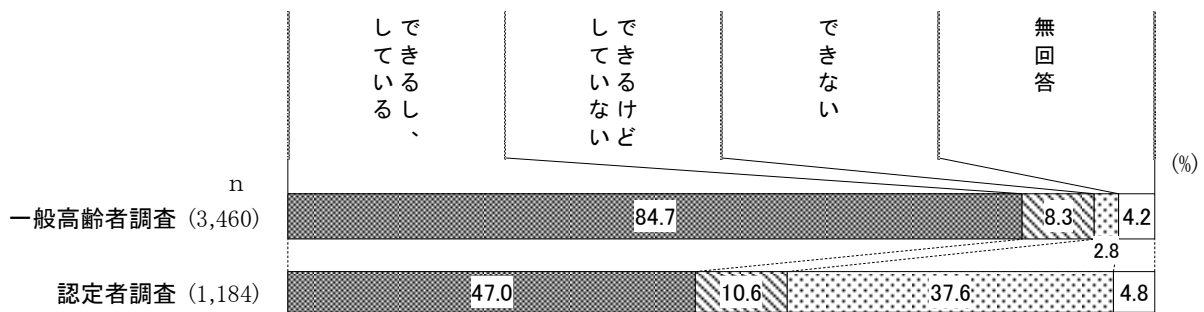 できるし、
している
できるけど
していない
できない
無回答
(%)
n
一般高齢者調査 (3,460)
84.7
8.3
2.8
4.2
認定者調査 (1,184)
47.0
10.6
37.6
4.8